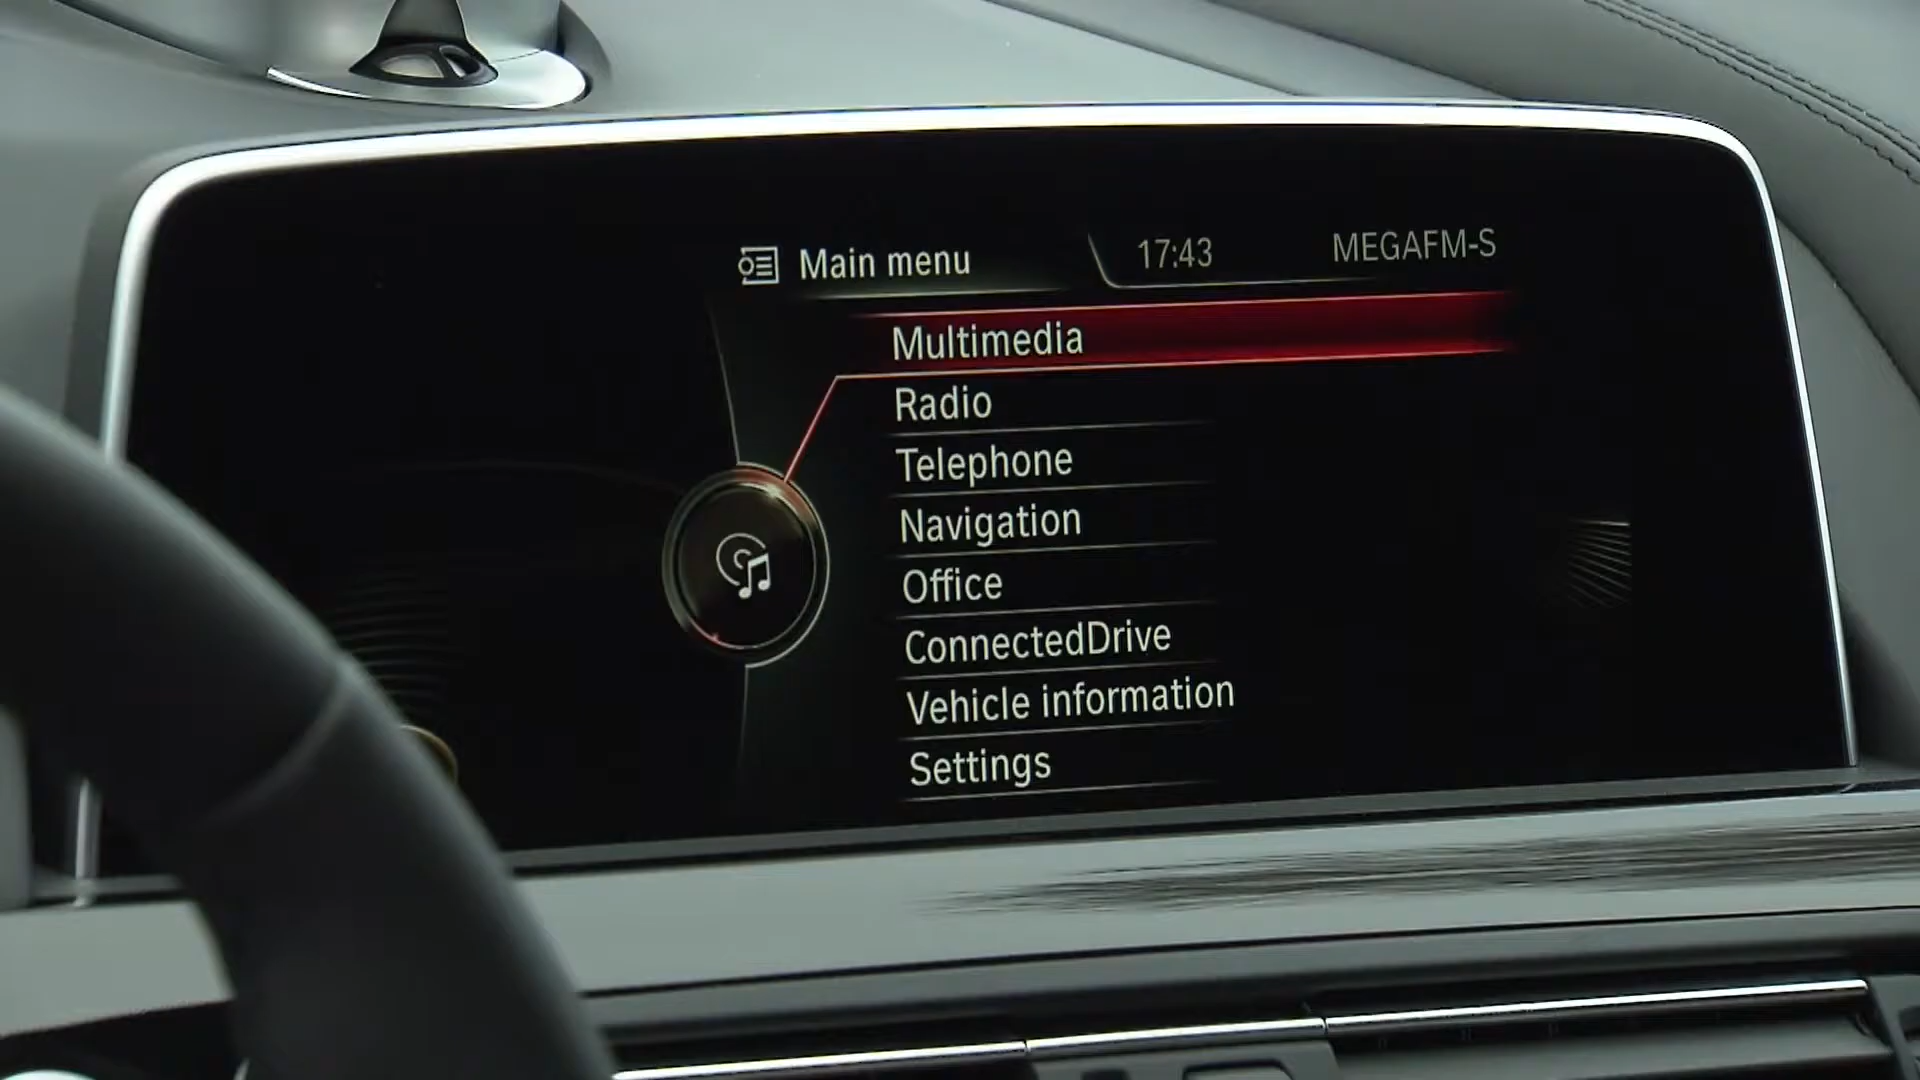 Main menu 17:43 MEGAFM-S
Multimedia
Radio
Telephone
Navigation
Office
ConnectedDrive
Vehicle information
Settings